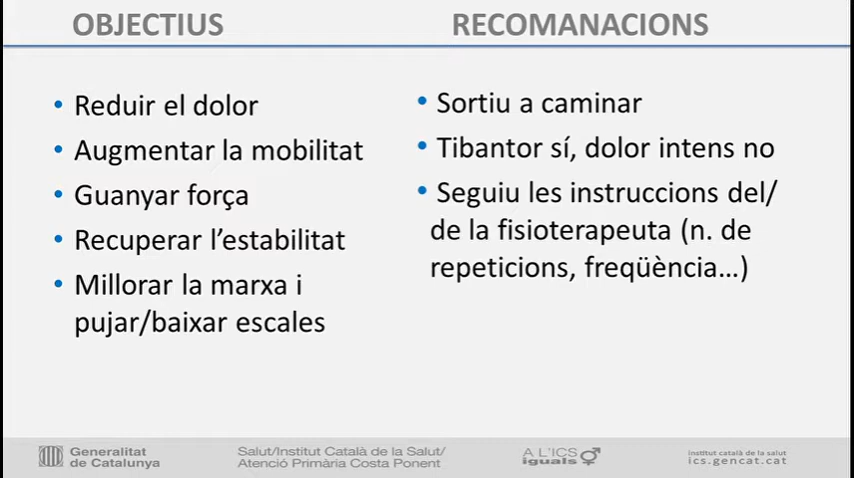 OBJECTIUS
• Reduir el dolor
• Augmentar la mobilitat
• Guanyar força
• Recuperar l'estabilitat
• Millorar la marxa i
pujar/baixar escales
RECOMANACIONS
• Sortiu a caminar
• Tibantor sí, dolor intens no
• Seguiu les instruccions del/
de la fisioterapeuta (n. de
repeticions, freqüència...)
Generalitat
de Catalunya
Salut/Institut Català de la Salut/
Atenció Primària Costa Ponent
A L'ICS
iguals
institut català de la salut
ics.gencat.cat